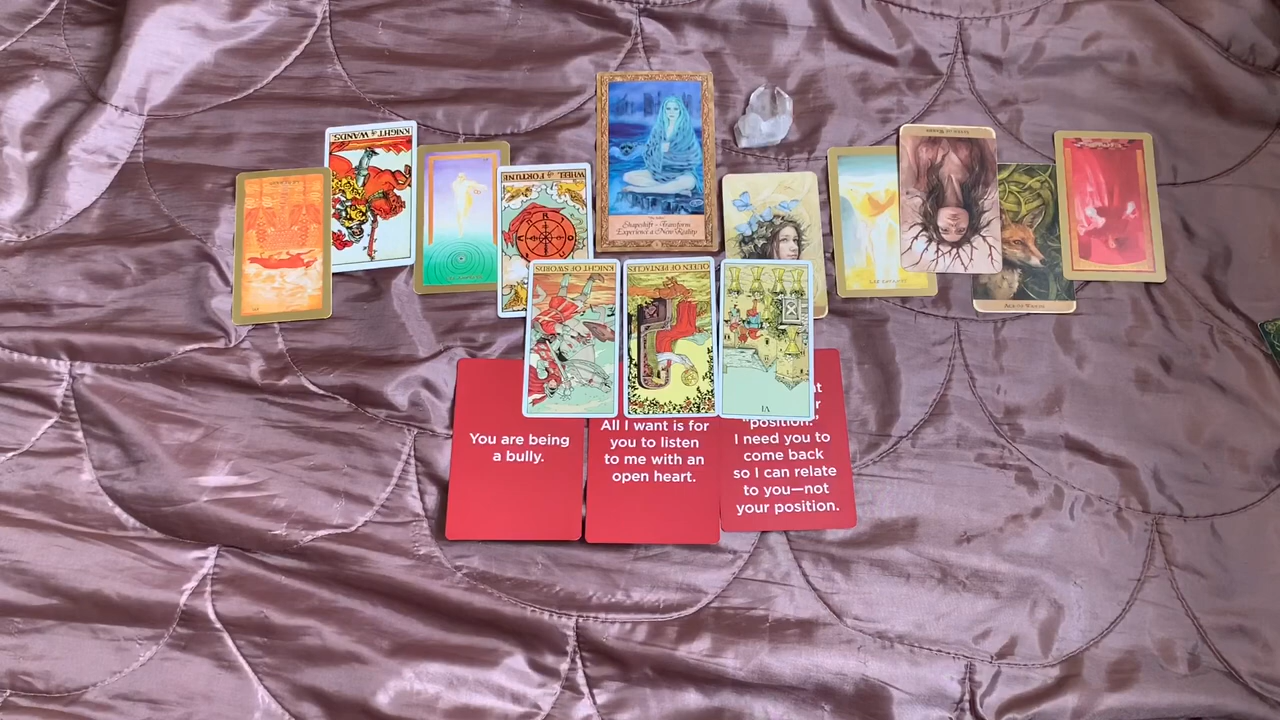 KNIGHT of WANDS.
WHEEL of FORTUNE
Shapeshift – Transform
Experience a New Reality
KNIGHT OF SWORDS
QUEEN OF PENTACLES
VI
You are being
a bully.
All I want is for
you to listen
to me with an
open heart.
"position."
I need you to
come back
so I can relate
to you—not
your position.